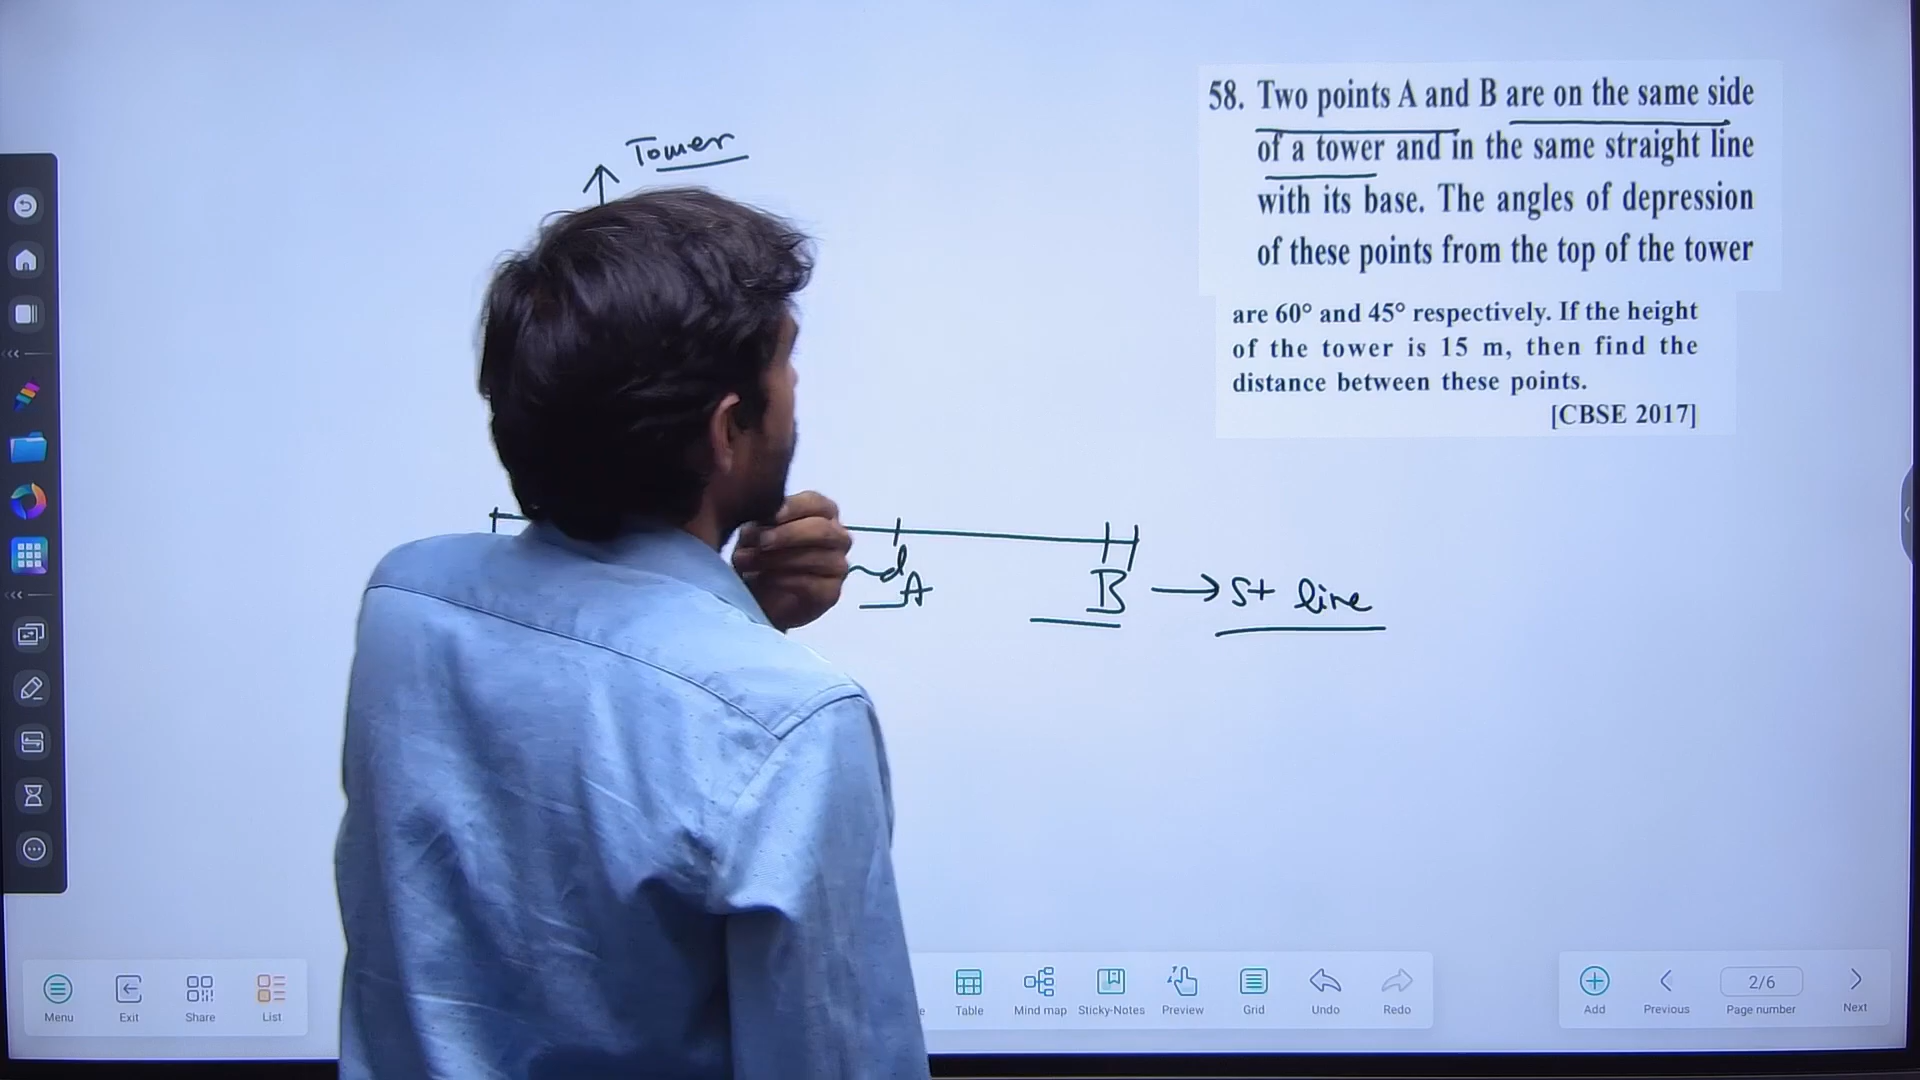 58. Two points A and B are on the same side
of a tower and in the same straight line
with its base. The angles of depression
of these points from the top of the tower
are 60° and 45° respectively. If the height
of the tower is 15 m, then find the
distance between these points.
[CBSE 2017]
Tower
A
B → St line
Menu
Exit
Share
List
Table
Mind map
Sticky-Notes
Preview
Grid
Undo
Redo
Add
Previous
2/6
Page number
Next